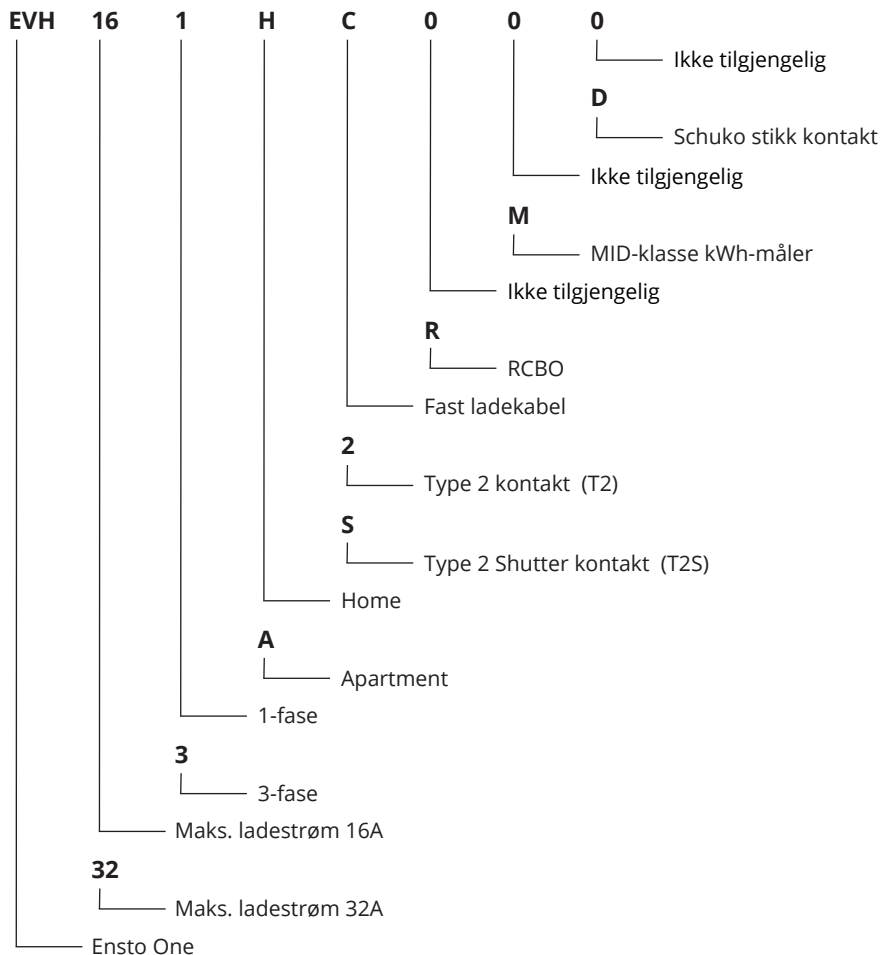 EVH 16 1 H C 0 0 0
Ikke tilgjengelig
D
Schuko stikk kontakt
Ikke tilgjengelig
M
MID-klasse kWh-måler
Ikke tilgjengelig
R
RCBO
Fast ladekabel
2
Type 2 kontakt (T2)
S
Type 2 Shutter kontakt (T2S)
Home
A
Apartment
1-fase
3
3-fase
Maks. ladestrøm 16A
32
Maks. ladestrøm 32A
Ensto One